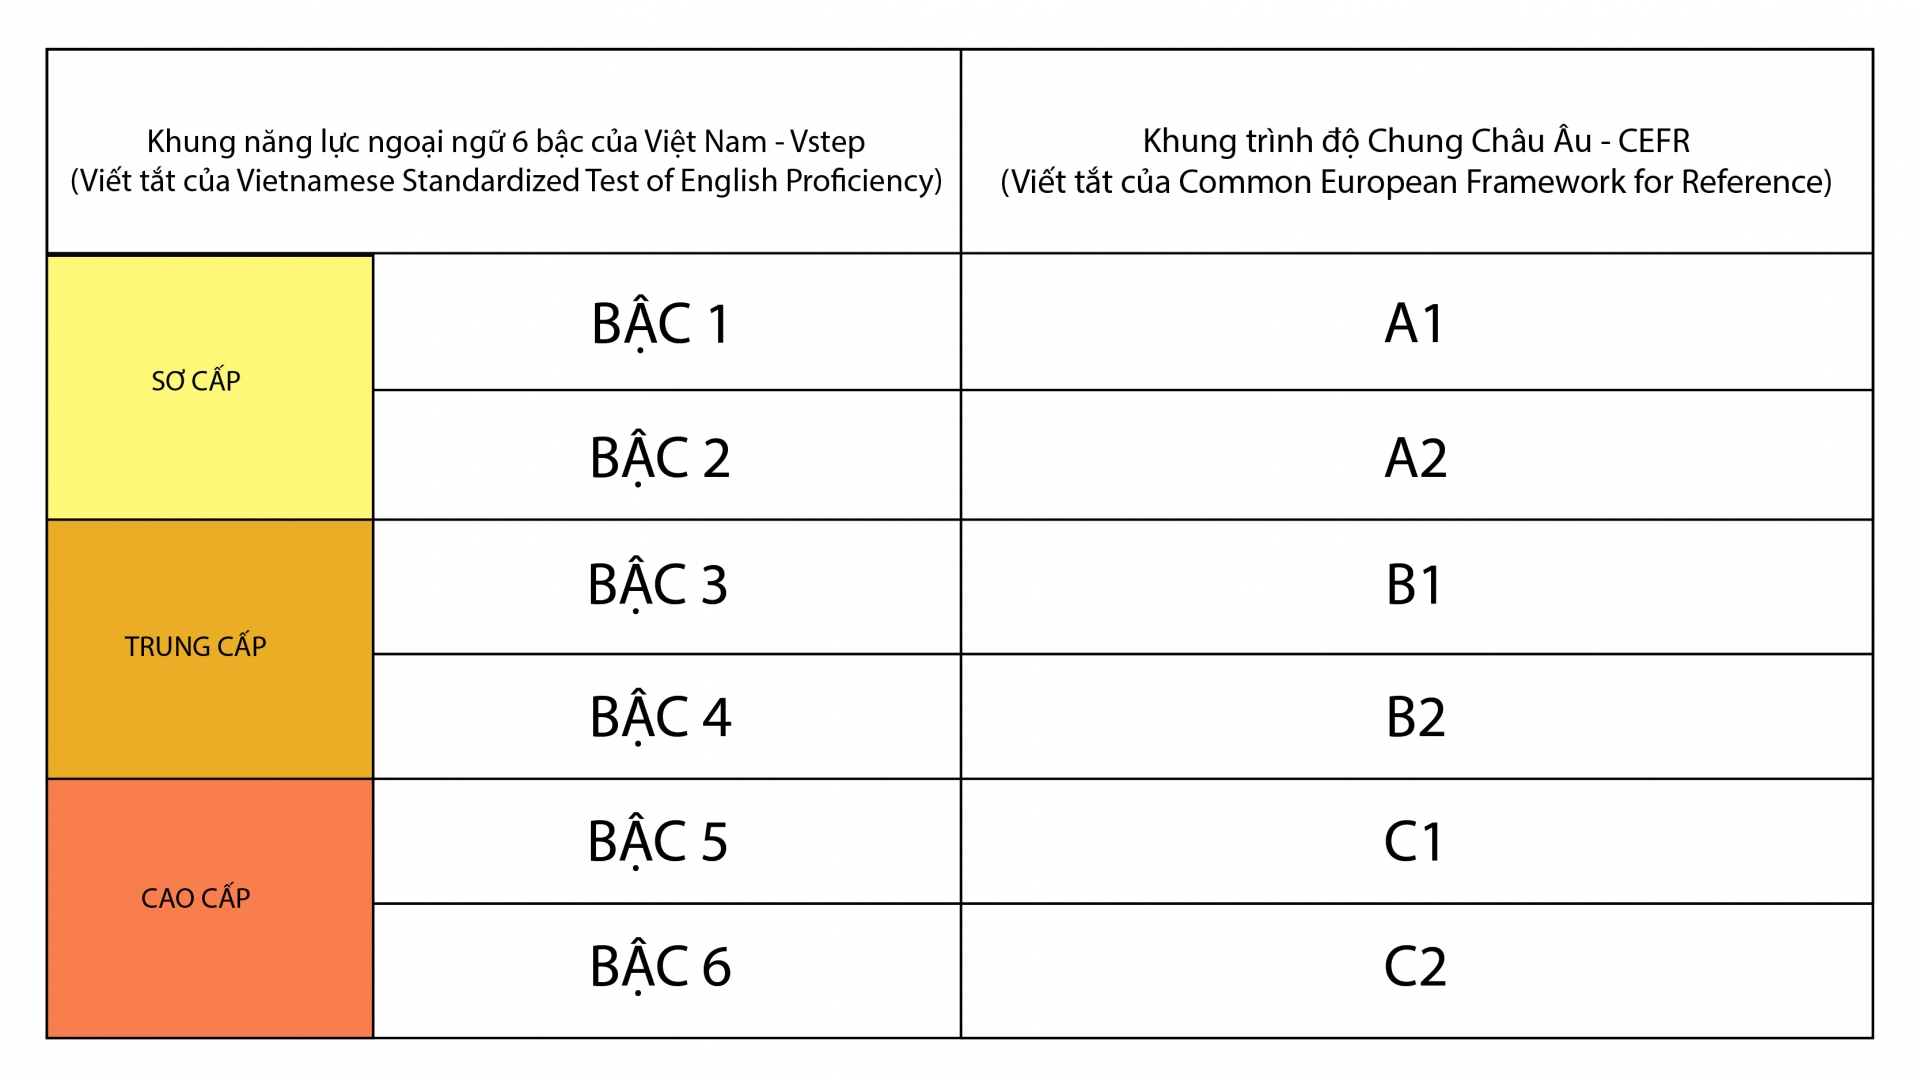 Khung năng lực ngoại ngữ 6 bậc của Việt Nam - Vstep
(Viết tắt của Vietnamese Standardized Test of English Proficiency)
Khung trình độ Chung Châu Âu - CEFR
(Viết tắt của Common European Framework for Reference)
SƠ CẤP
BẬC 1
A1
BẬC 2
A2
TRUNG CẤP
BẬC 3
B1
BẬC 4
B2
CAO CẤP
BẬC 5
C1
BẬC 6
C2